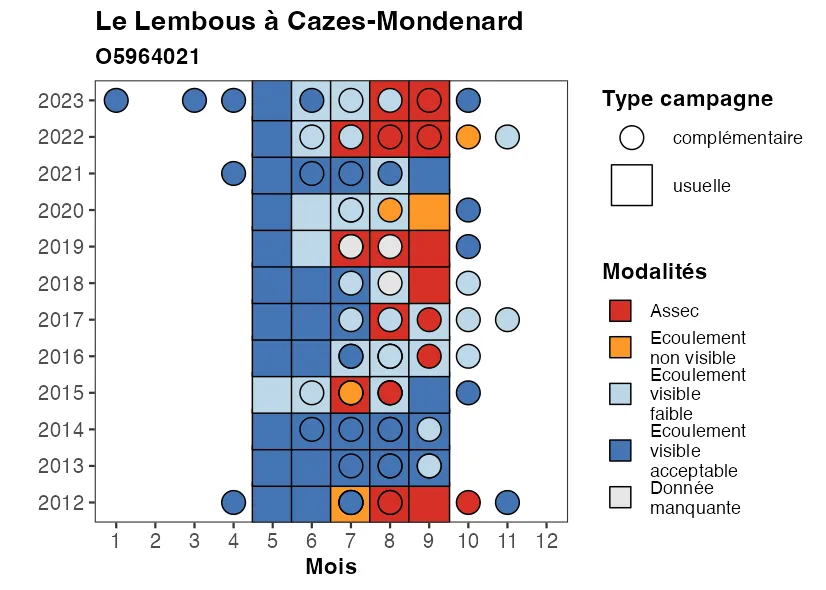 Le Lembous à Cazes-Mondenard
O5964021
2023
2022
2021
2020
2019
2018
2017
2016
2015
2014
2013
2012
1 2 3 4 5 6 7 8 9 10 11 12
Mois
Type campagne
complémentaire
usuelle
Modalités
Assec
Ecoulement
non visible
Ecoulement
visible
faible
Ecoulement
visible
acceptable
Donnée
manquante